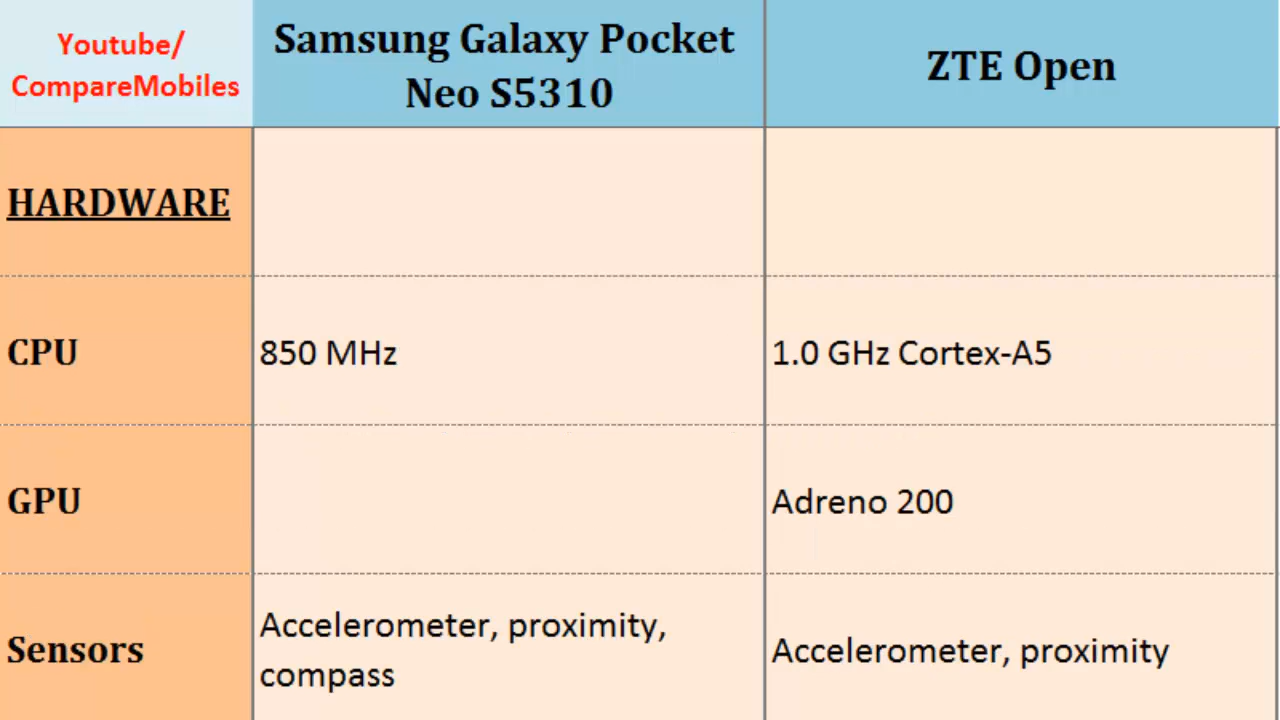 Youtube/
CompareMobiles
Samsung Galaxy Pocket
Neo S5310
ZTE Open
HARDWARE
CPU
850 MHz
1.0 GHz Cortex-A5
GPU
Adreno 200
Sensors
Accelerometer, proximity,
compass
Accelerometer, proximity